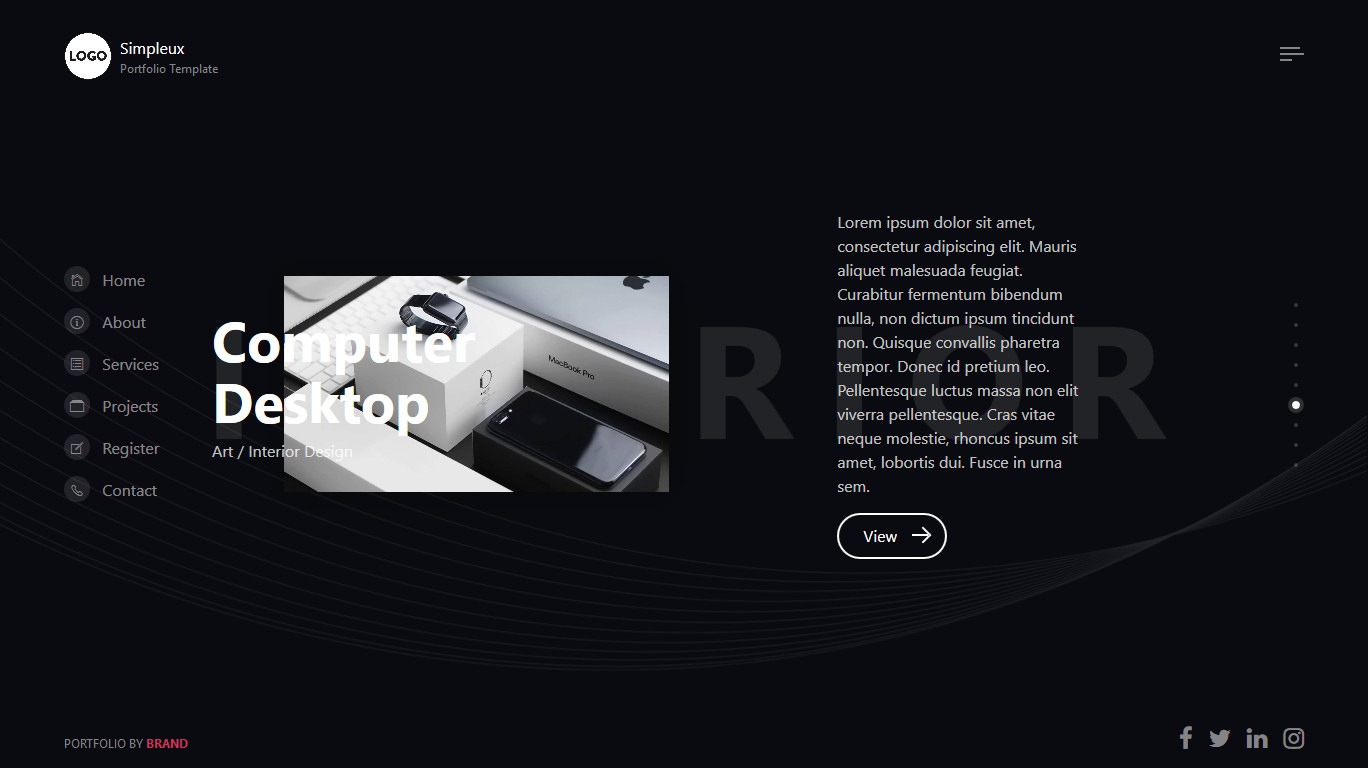 LOGO
Simpleux
Portfolio Template
Home
About
Services
Projects
Register
Contact
Computer
Desktop
Art / Interior Design
MacBook Pro
RIOR
Lorem ipsum dolor sit amet,
consectetur adipiscing elit. Mauris
aliquet malesuada feugiat.
Curabitur fermentum bibendum
nulla, non dictum ipsum tincidunt
non. Quisque convallis pharetra
tempor. Donec id pretium leo.
Pellentesque luctus massa non elit
viverra pellentesque. Cras vitae
neque molestie, rhoncus ipsum sit
amet, lobortis dui. Fusce in urna
sem.
View
PORTFOLIO BY BRAND